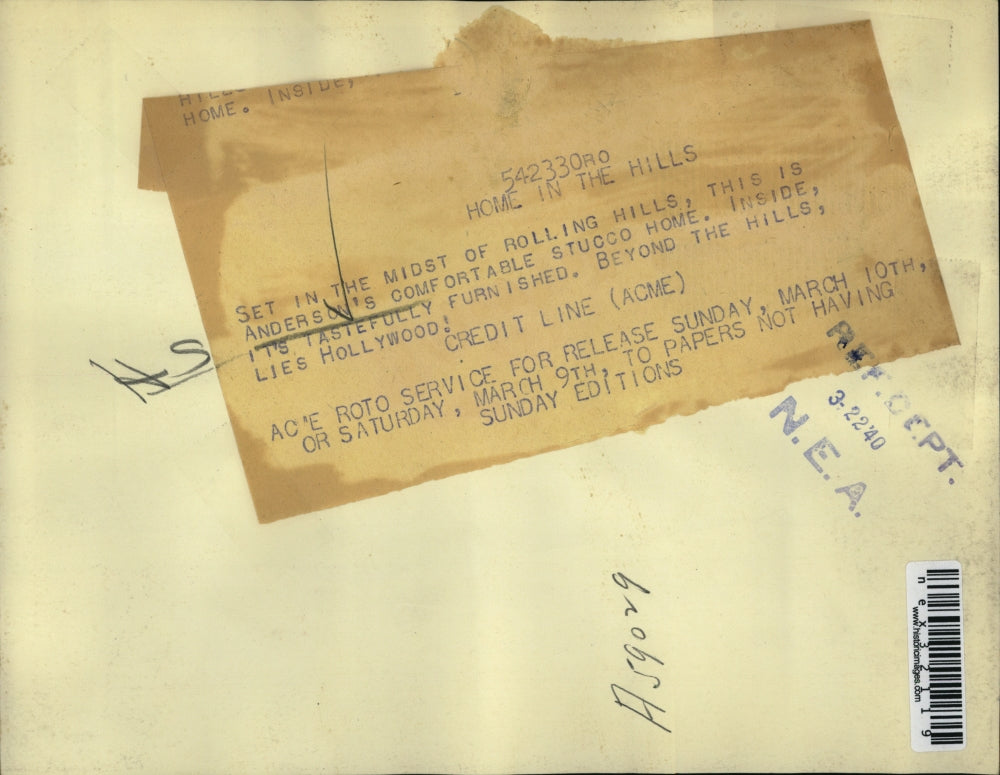 HILLS
HOME. INSIDE,
542330RO
HOME IN THE HILLS
SET IN THE MIDST OF ROLLING HILLS, THIS IS
ANDERSON'S COMFORTABLE STUCCO HOME. INSIDE,
IT'S TASTEFULLY FURNISHED. BEYOND THE HILLS,
LIES HOLLYWOOD!
CREDIT LINE (ACME)
ACME ROTO SERVICE FOR RELEASE SUNDAY, MARCH 10TH,
OR SATURDAY, MARCH 9TH, TO PAPERS NOT HAVING
SUNDAY EDITIONS
REF. DEPT.
3-22'40
N.E.A.
nex32119
www.historicimages.com